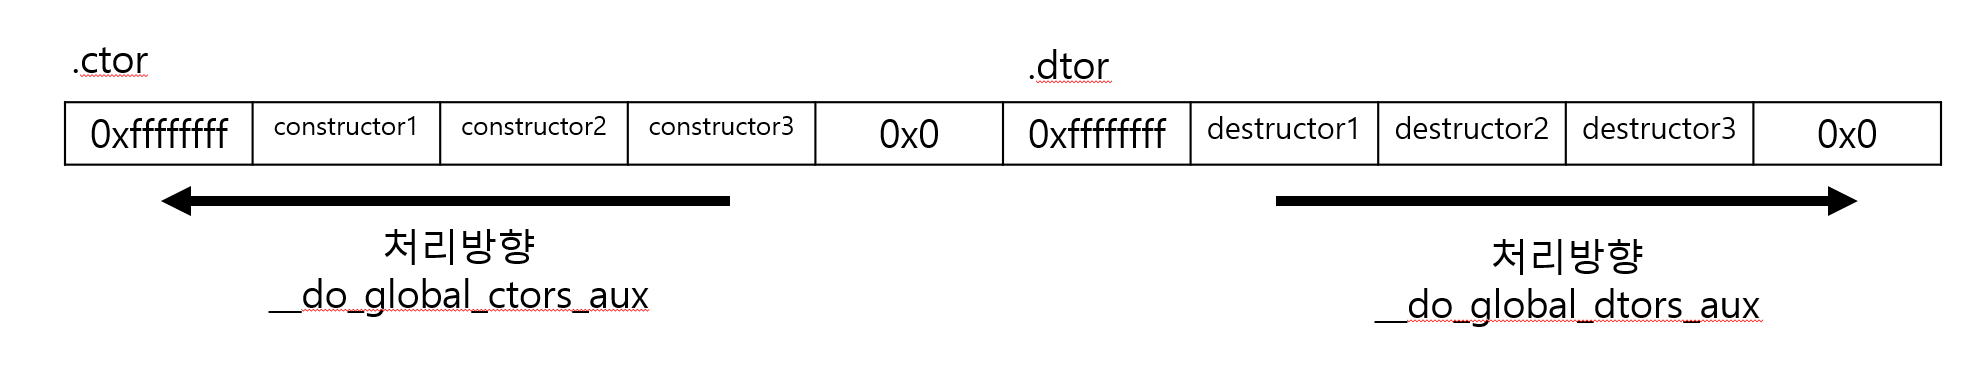 .ctor
.dtor
0xffffffff constructor1 constructor2 constructor3 0x0 0xffffffff destructor1 destructor2 destructor3 0x0
처리방향
__do_global_ctors_aux
처리방향
__do_global_dtors_aux